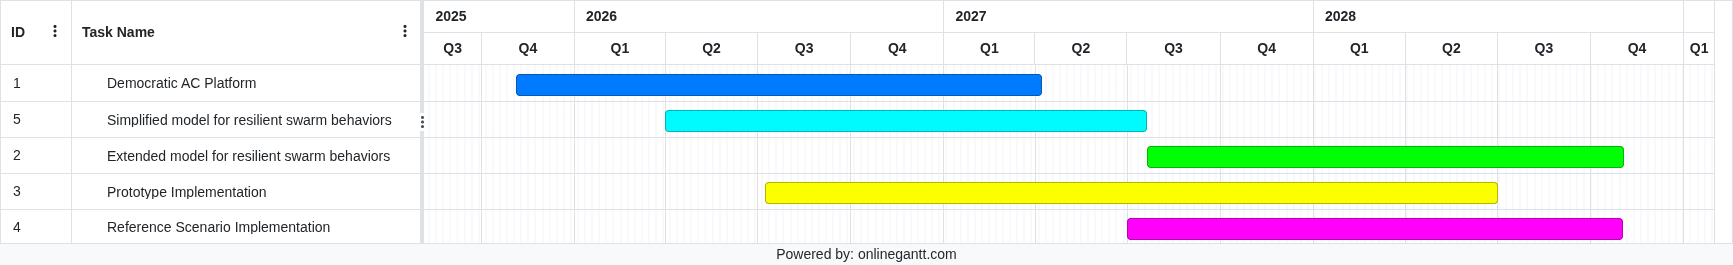 ID Task Name 2025 2026 2027 2028
Q3 Q4 Q1 Q2 Q3 Q4 Q1 Q2 Q3 Q4 Q1 Q2 Q3 Q4 Q1
1 Democratic AC Platform
5 Simplified model for resilient swarm behaviors
2 Extended model for resilient swarm behaviors
3 Prototype Implementation
4 Reference Scenario Implementation
Powered by: onlinegantt.com